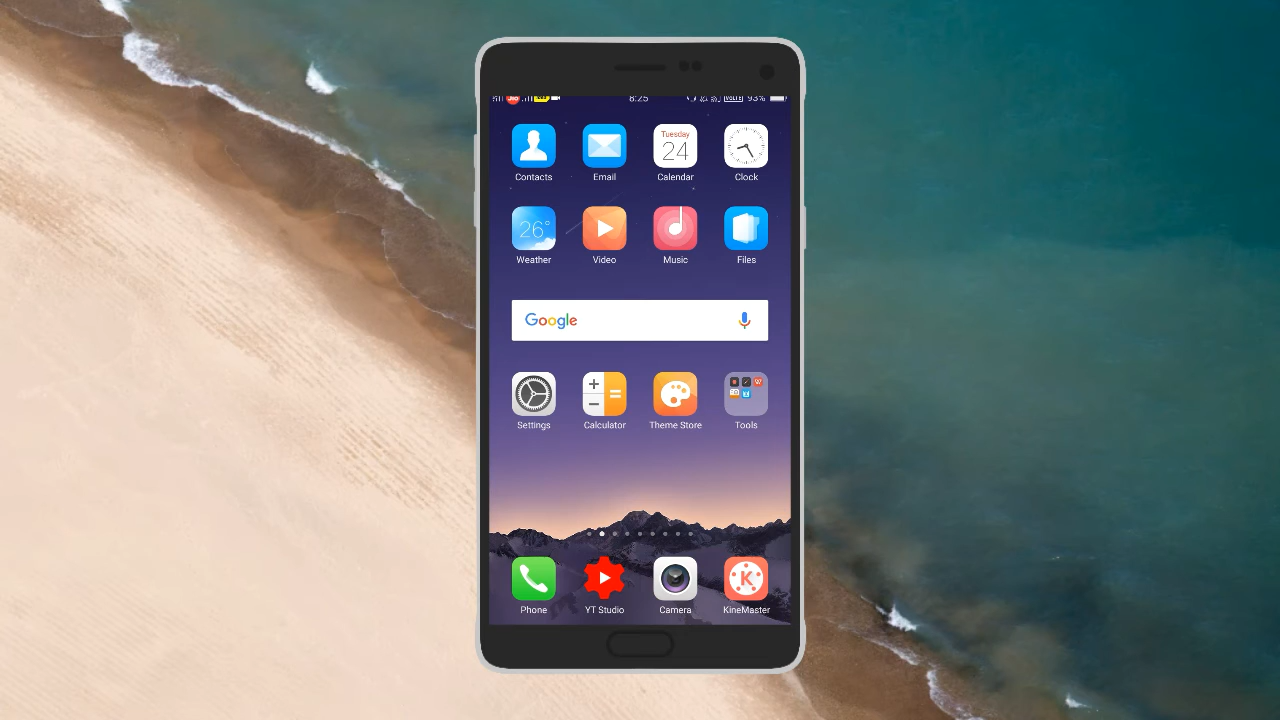 8:25 93%
Tuesday
24
Contacts Email Calendar Clock
26°
Weather Video Music Files
Google
Settings Calculator Theme Store Tools
K
Phone YT Studio Camera KineMaster